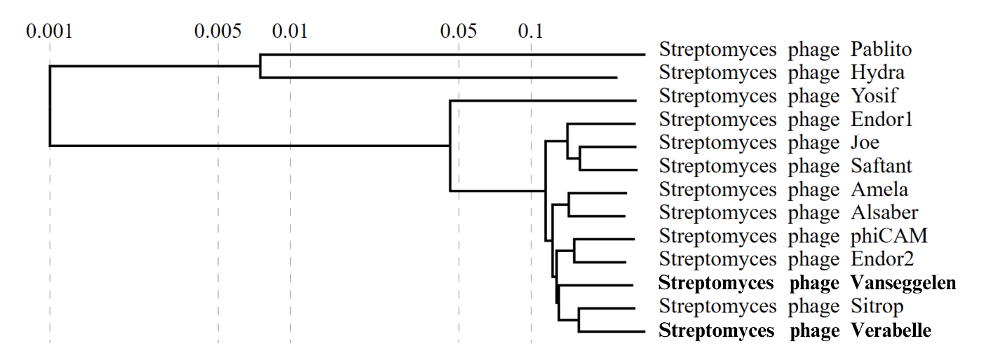 0.001 0.005 0.01 0.05 0.1
Streptomyces phage Pablito
Streptomyces phage Hydra
Streptomyces phage Yosif
Streptomyces phage Endor1
Streptomyces phage Joe
Streptomyces phage Saftant
Streptomyces phage Amela
Streptomyces phage Alsaber
Streptomyces phage phiCAM
Streptomyces phage Endor2
Streptomyces phage Vanseggelen
Streptomyces phage Sitrop
Streptomyces phage Verabelle